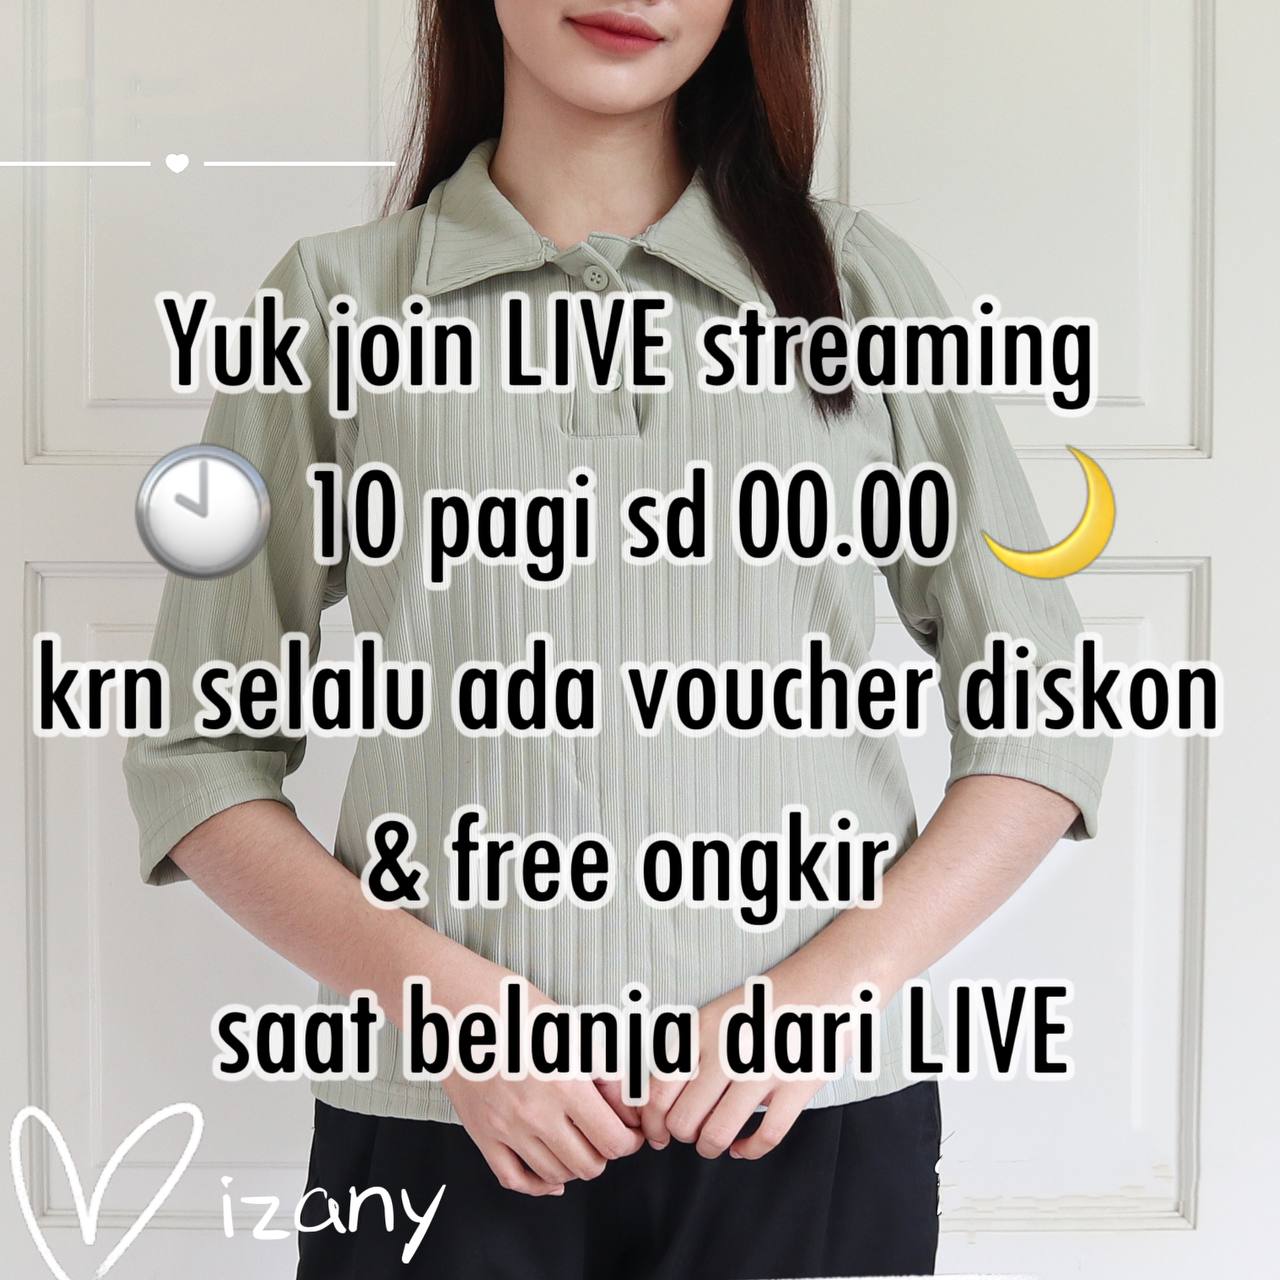 Yuk join LIVE streaming
🕙 10 pagi sd 00.00 🌙
krn selalu ada voucher diskon
& free ongkir
saat belanja dari LIVE
izany